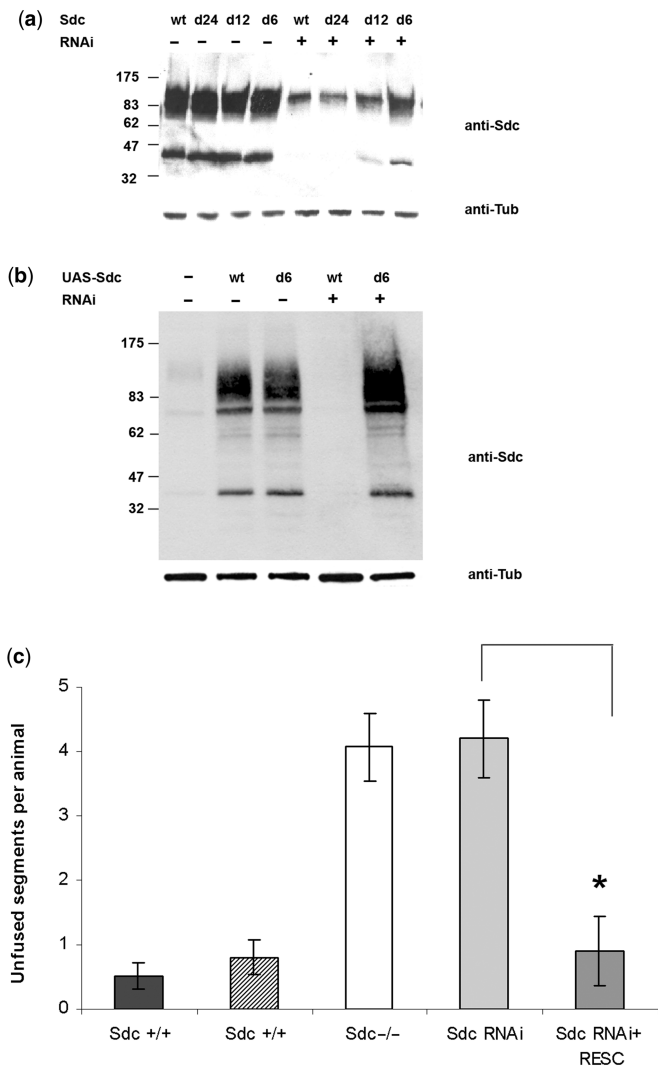 (a)
Sdc wt d24 d12 d6 wt d24 d12 d6
RNAi – – – – + + + +
175
83
62
47
32
anti-Sdc
anti-Tub
(b)
UAS-Sdc – wt d6 wt d6
RNAi – – – + +
175
83
62
47
32
anti-Sdc
anti-Tub
(c)
Unfused segments per animal
5
4
3
2
1
0
*
Sdc +/+ Sdc +/+ Sdc–/– Sdc RNAi Sdc RNAi+
RESC